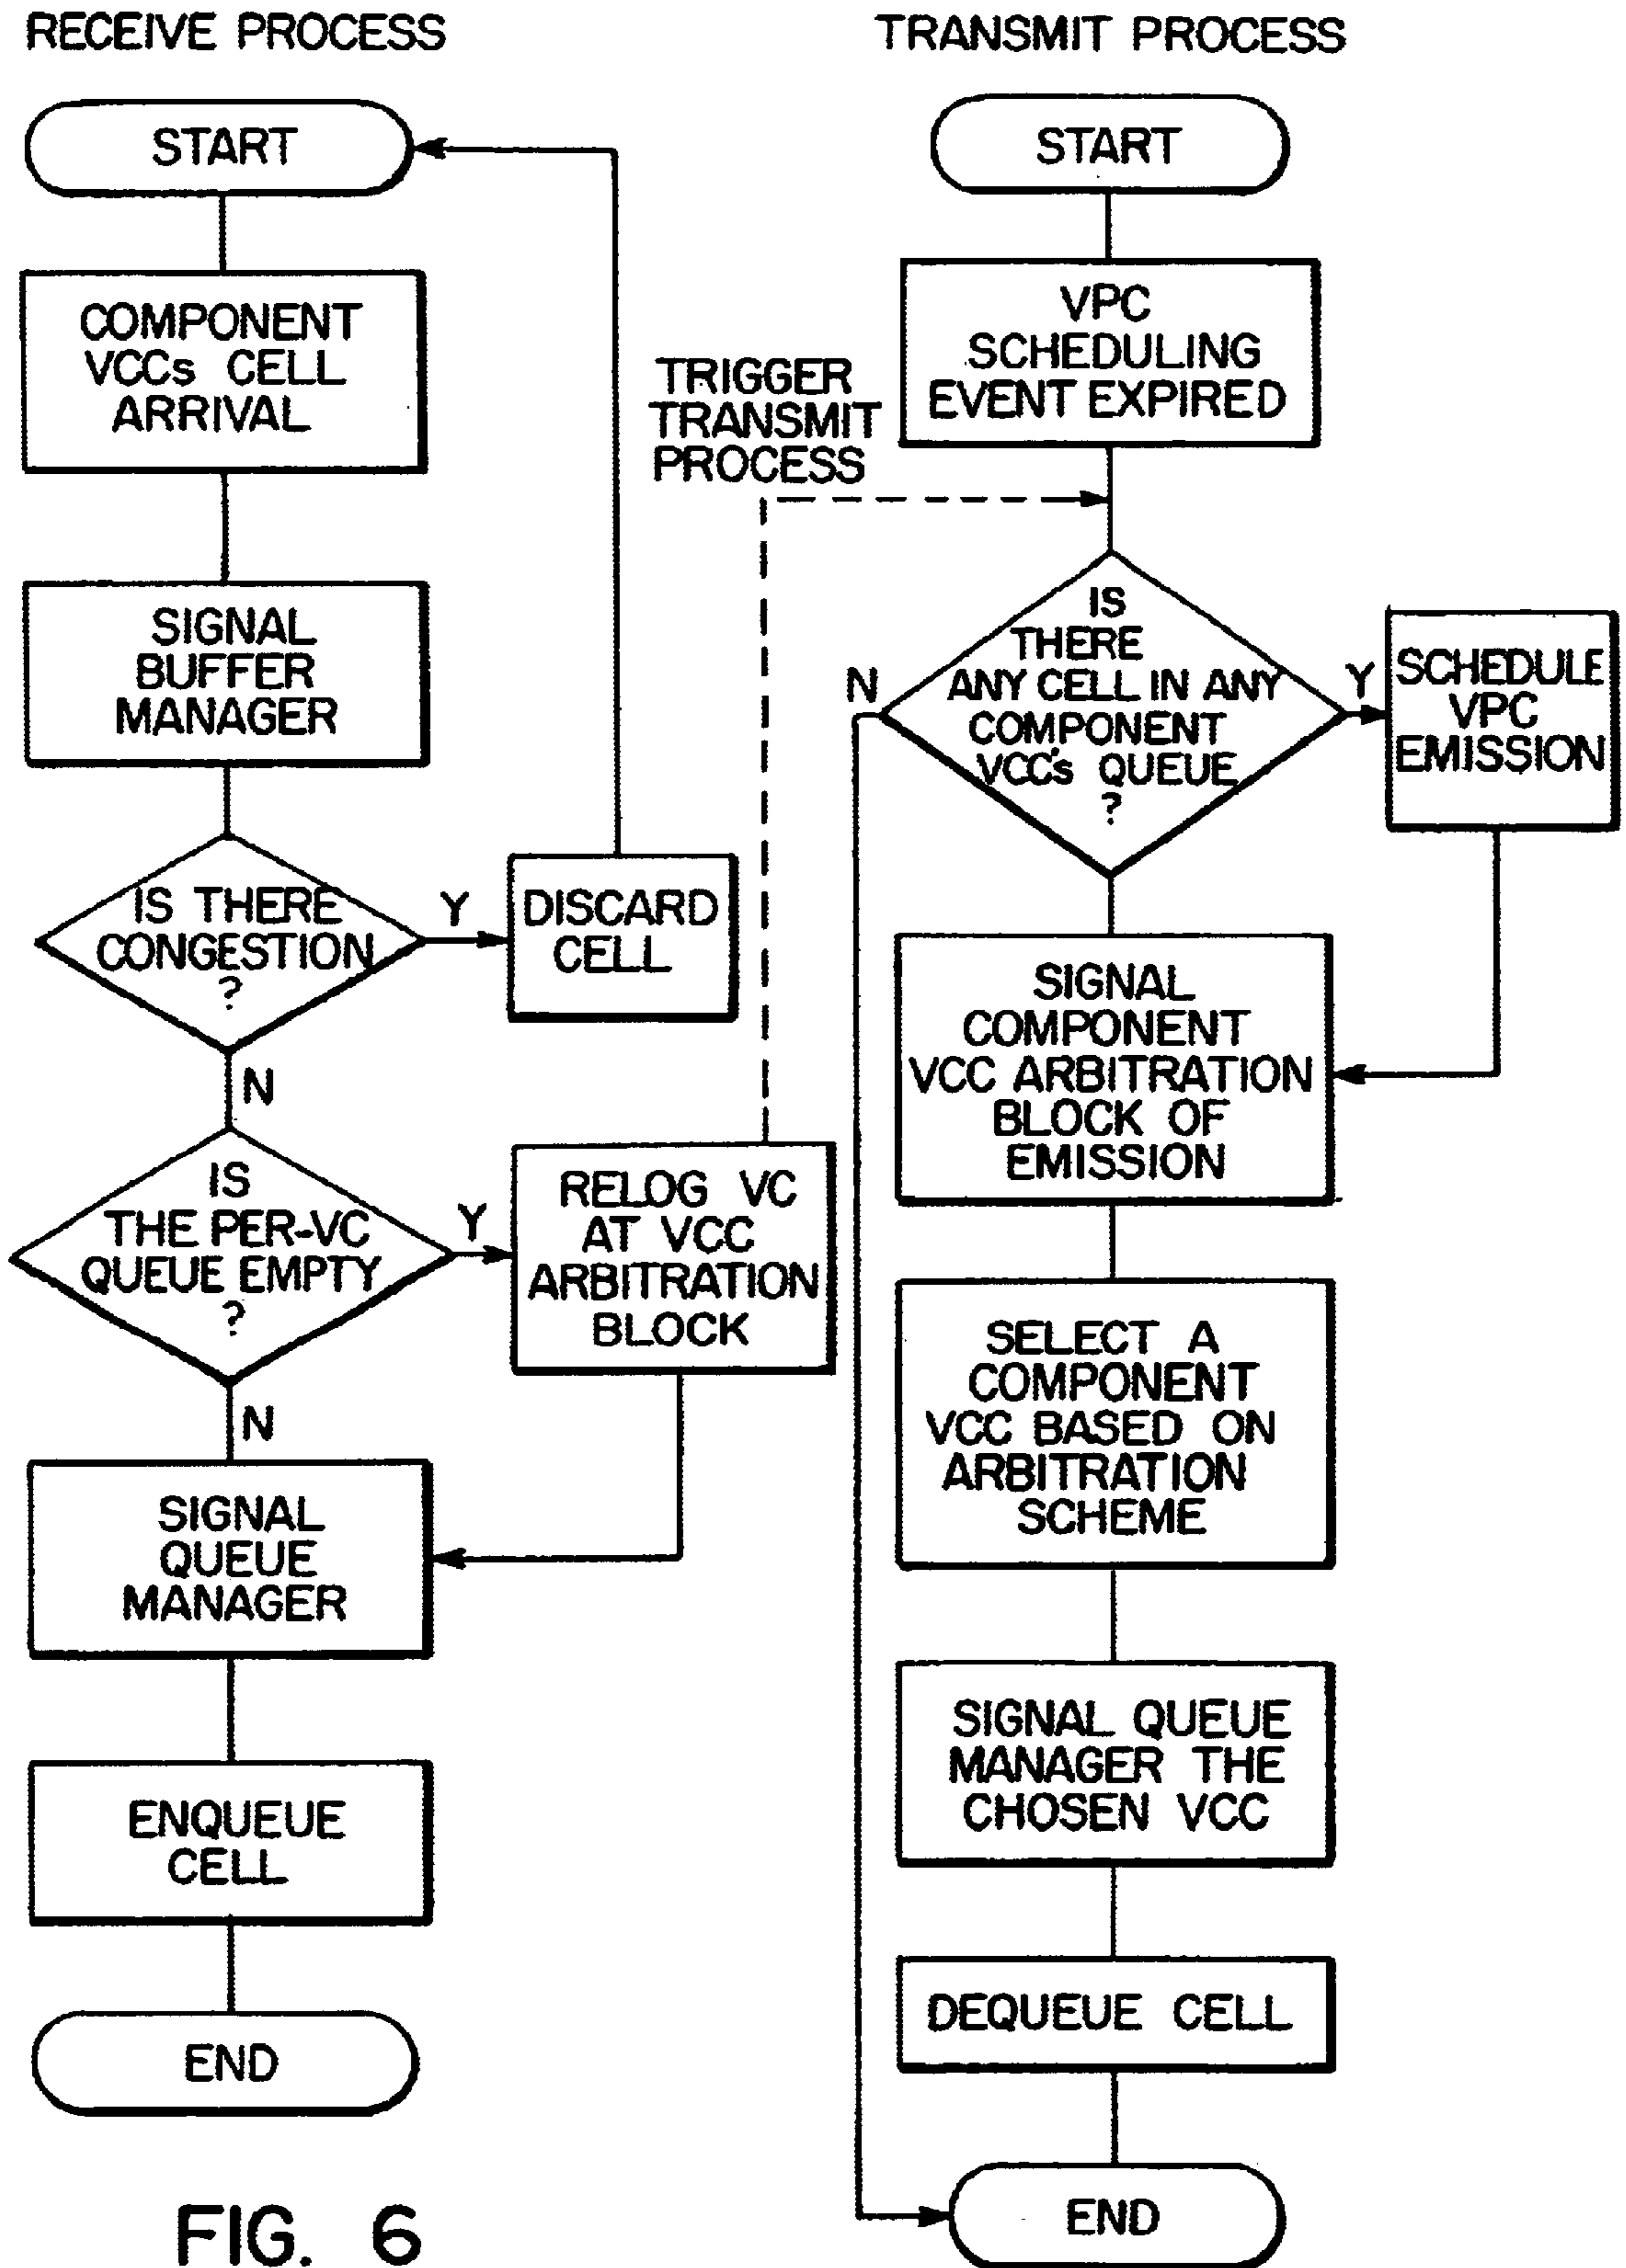 RECEIVE PROCESS
START
COMPONENT
VCCs CELL
ARRIVAL
SIGNAL
BUFFER
MANAGER
IS THERE
CONGESTION
?
Y
DISCARD
CELL
N
IS
THE PER-VC
QUEUE EMPTY
?
Y
RELOG VC
AT VCC
ARBITRATION
BLOCK
N
SIGNAL
QUEUE
MANAGER
ENQUEUE
CELL
END
TRIGGER
TRANSMIT
PROCESS
TRANSMIT PROCESS
START
VPC
SCHEDULING
EVENT EXPIRED
IS
THERE
ANY CELL IN ANY
COMPONENT
VCC's QUEUE
?
N
Y
SCHEDULE
VPC
EMISSION
SIGNAL
COMPONENT
VCC ARBITRATION
BLOCK OF
EMISSION
SELECT A
COMPONENT
VCC BASED ON
ARBITRATION
SCHEME
SIGNAL QUEUE
MANAGER THE
CHOSEN VCC
DEQUEUE CELL
END
FIG. 6